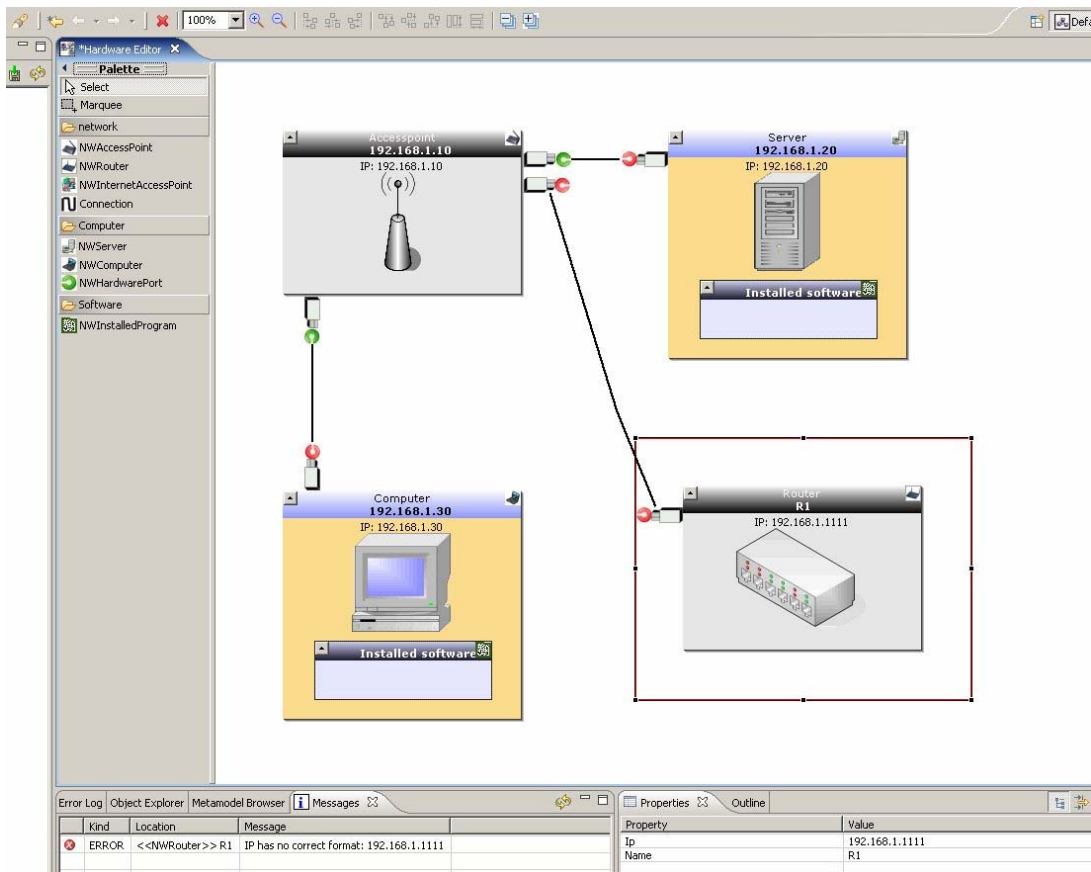 100%
Defa
*Hardware Editor
Palette
Select
Marquee
network
NWAccessPoint
NWRouter
NWInternetAccessPoint
Connection
Computer
NWServer
NWComputer
NWHardwarePort
Software
NWInstalledProgram
Accesspoint
192.168.1.10
IP: 192.168.1.10
Server
192.168.1.20
IP: 192.168.1.20
Installed software
Computer
192.168.1.30
IP: 192.168.1.30
Installed software
Router
R1
IP: 192.168.1.1111
Error Log Object Explorer Metamodel Browser Messages
Kind Location Message
ERROR <<NWRouter>> R1 IP has no correct format: 192.168.1.1111
Properties Outline
Property Value
Ip 192.168.1.1111
Name R1